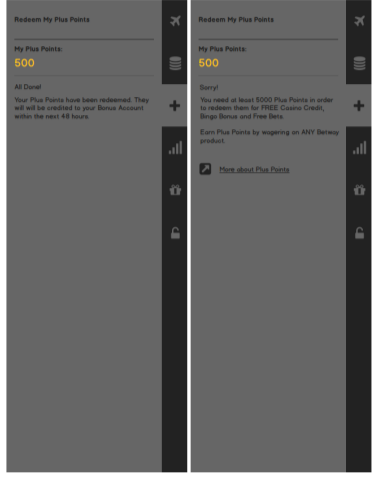 Redeem My Plus Points
My Plus Points:
500
All Done!
Your Plus Points have been redeemed. They
will will be credited to your Bonus Account
within the next 48 hours.
Redeem My Plus Points
My Plus Points:
500
Sorry!
You need at least 5000 Plus Points in order
to redeem them for FREE Casino Credit,
Bingo Bonus and Free Bets.
Earn Plus Points by wagering on ANY Betway
product.
More about Plus Points